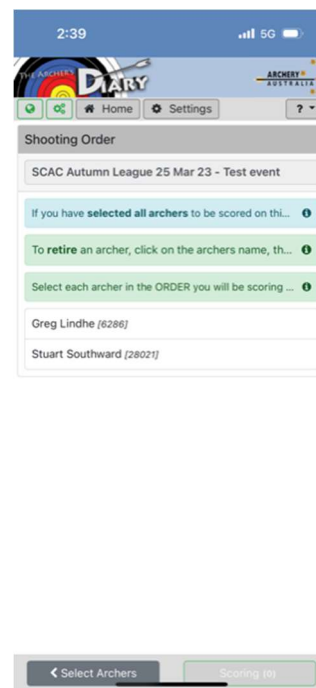 2:39 5G
THE ARCHER'S DIARY ARCHERY
AUSTRALIA
Home Settings ?
Shooting Order
SCAC Autumn League 25 Mar 23 - Test event
If you have selected all archers to be scored on thi...
To retire an archer, click on the archers name, th...
Select each archer in the ORDER you will be scoring ...
Greg Lindhe [6286]
Stuart Southward [28021]
Select Archers Scoring (0)